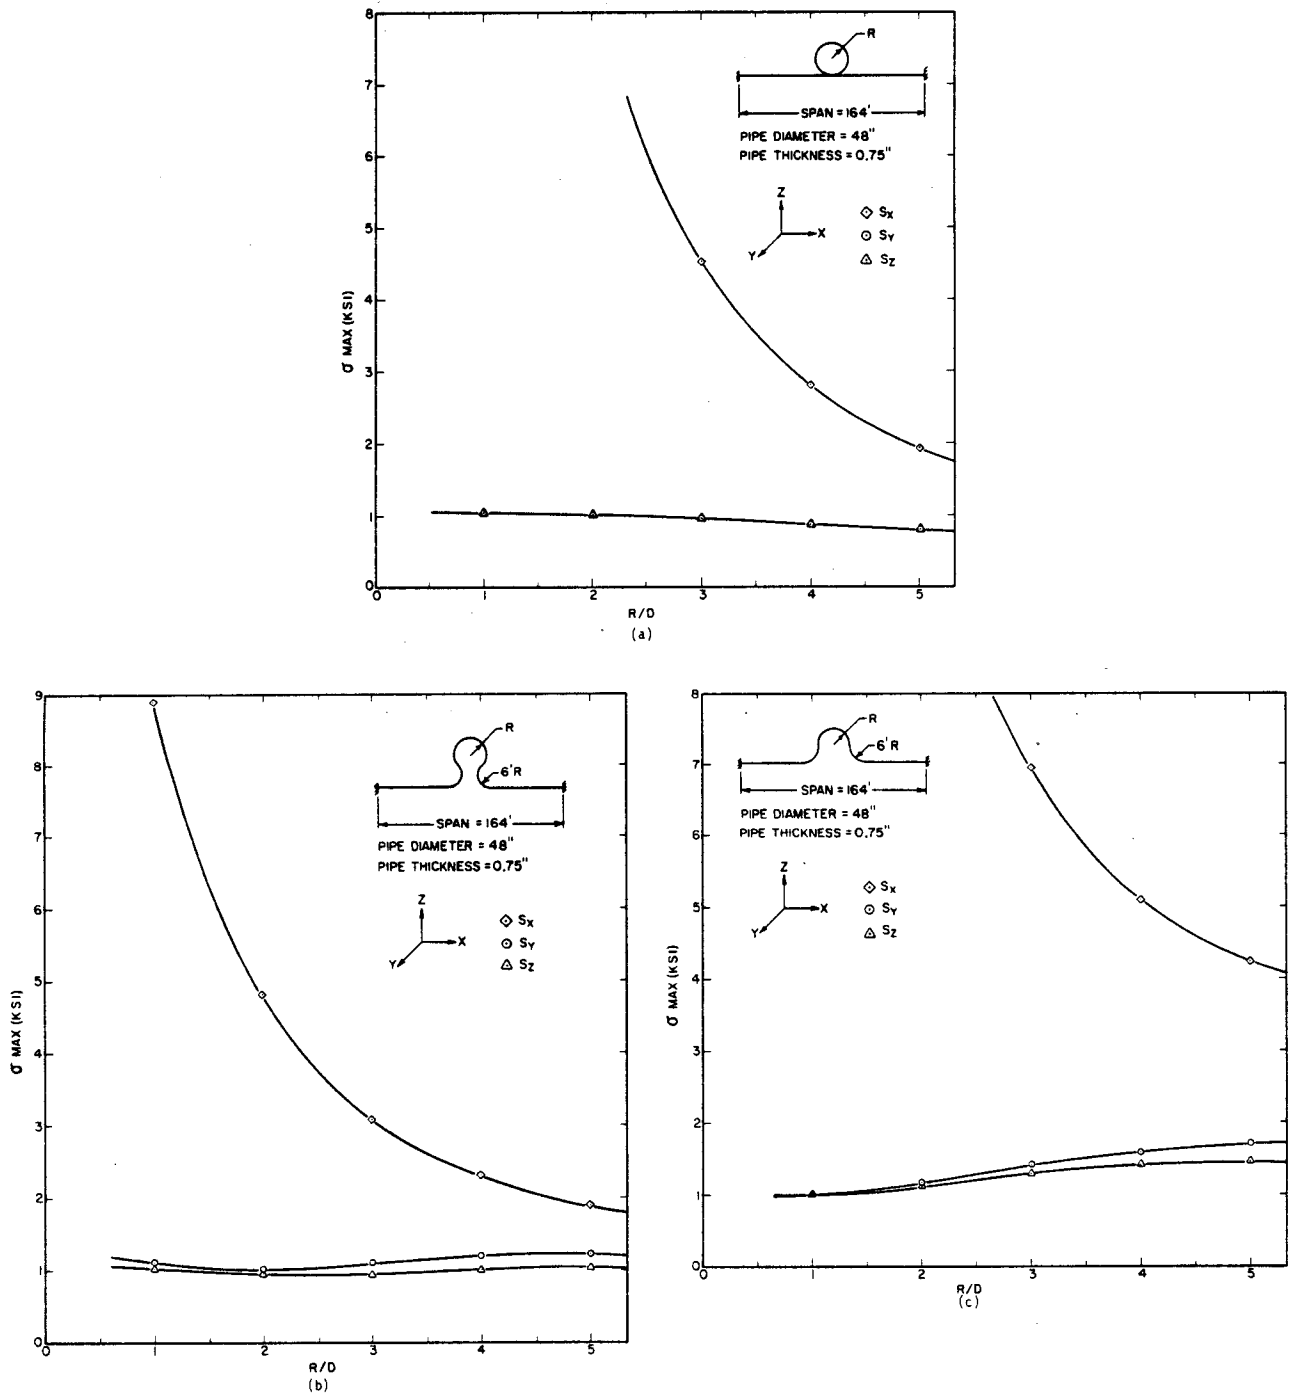 8
7
6
5
4
3
2
1
0
σ MAX (KSI)
R
SPAN = 164'
PIPE DIAMETER = 48"
PIPE THICKNESS = 0.75"
Z
X
Y
SX
SY
SZ
0 1 2 3 4 5
R/D
(a)
9
8
7
6
5
4
3
2
1
0
σ MAX (KSI)
R
6'R
SPAN = 164'
PIPE DIAMETER = 48"
PIPE THICKNESS = 0.75"
Z
X
Y
SX
SY
SZ
0 1 2 3 4 5
R/D
(b)
8
7
6
5
4
3
2
1
0
σ MAX (KSI)
R
6'R
SPAN = 164'
PIPE DIAMETER = 48"
PIPE THICKNESS = 0.75"
Z
X
Y
SX
SY
SZ
0 1 2 3 4 5
R/D
(c)